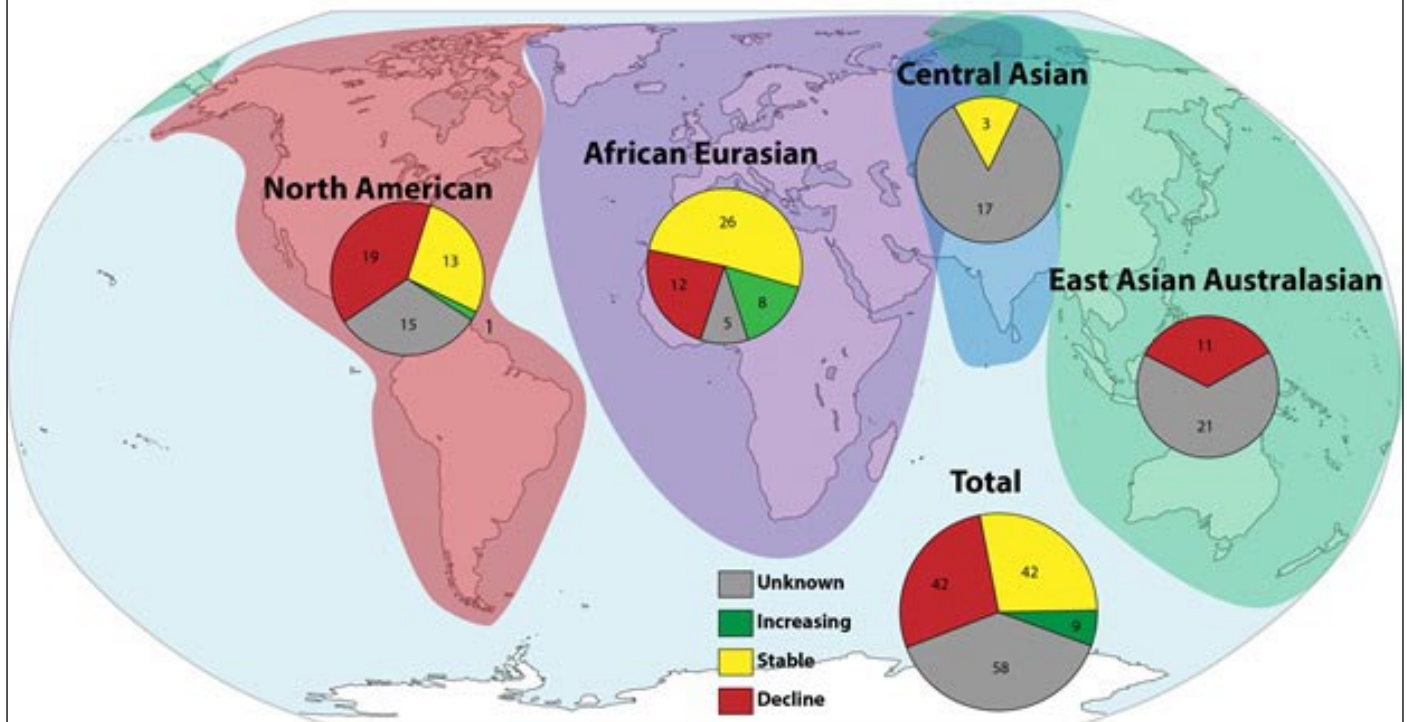 Central Asian
3
17
African Eurasian
26
12
8
5
North American
19
13
15
1
East Asian Australasian
11
21
Total
42
42
9
58
Unknown
Increasing
Stable
Decline